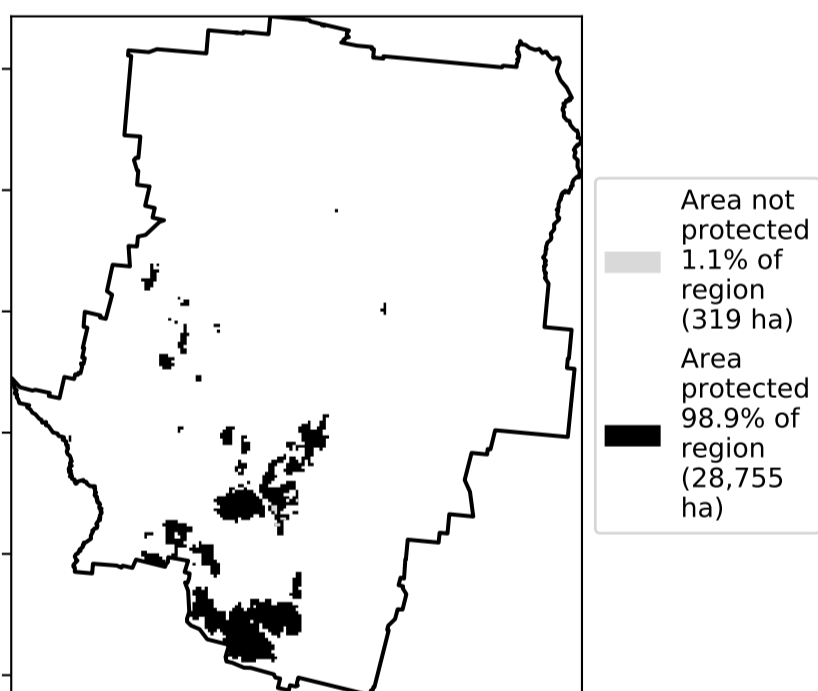 Area not
protected
1.1% of
region
(319 ha)
Area
protected
98.9% of
region
(28,755
ha)